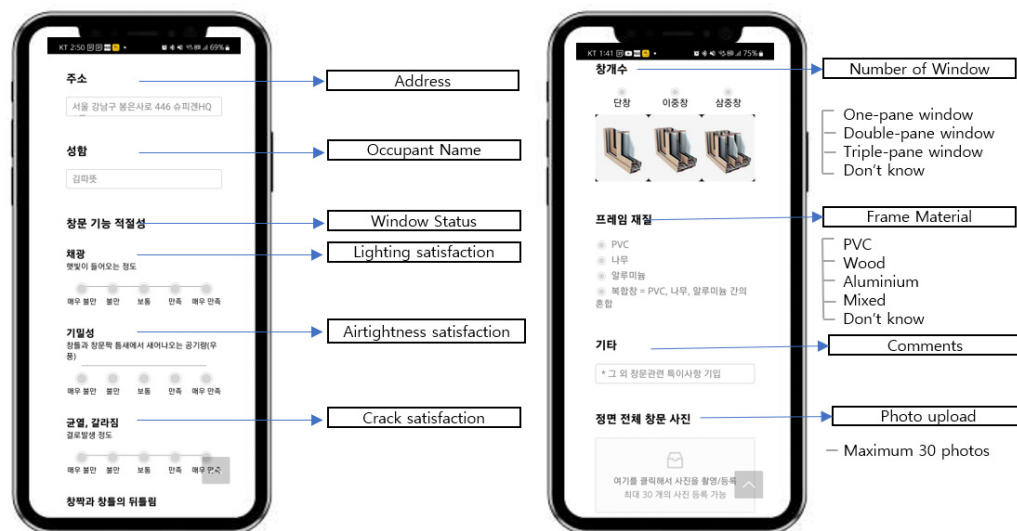 KT 2:50
69%
주소
서울 강남구 봉은사로 446 슈피겐HQ
성함
김파뜻
창문 기능 적절성
채광
햇빛이 들어오는 정도
매우 불만 불만 보통 만족 매우 만족
기밀성
창틀과 창문짝 틈새에서 새어나오는 공기량(우
풍)
매우 불만 불만 보통 만족 매우 만족
균열, 갈라짐
결로발생 정도
매우 불만 불만 보통 만족 매우 만족
창짝과 창틀의 뒤틀림
Address
Occupant Name
Window Status
Lighting satisfaction
Airtightness satisfaction
Crack satisfaction
KT 1:41
75%
창개수
단창 이중창 삼중창
프레임 재질
PVC
나무
알루미늄
복합창 = PVC, 나무, 알루미늄 간의
혼합
기타
* 그 외 창문관련 특이사항 기입
정면 전체 창문 사진
여기를 클릭해서 사진을 촬영/등록
최대 30 개의 사진 등록 가능
Number of Window
One-pane window
Double-pane window
Triple-pane window
Don't know
Frame Material
PVC
Wood
Aluminium
Mixed
Don't know
Comments
Photo upload
Maximum 30 photos